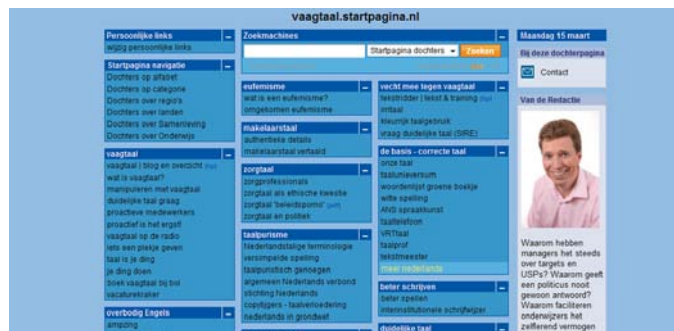 vaagtaal.startpagina.nl
Persoonlijke links
wijzig persoonlijke links
Startpagina navigatie
Dochters op alfabet
Dochters op categorie
Dochters over regio's
Dochters over landen
Dochters over Samenleving
Dochters over Onderwijs
vaagtaal
vaagtaal | blog en overzicht
wat is vaagtaal?
manipuleren met vaagtaal
duidelijke taal graag
proactieve medewerkers
proactief is het ergst!
vaagtaal op de radio
iets een plekje geven
taal is je ding
je ding doen
boek vaagtaal bij bol
vacaturekraker
overbodig Engels
ampzing
Zoekmachines
Startpagina dochters
Zoeken
eufemisme
wat is een eufemisme?
omgekomen eufemisme
makelaarstaal
authentieke details
makelaarstaal vertaald
zorgtaal
zorgprofessionals
zorgtaal als ethische kwestie
zorgtaal 'beleidsporno'
zorgtaal en politiek
taalpurisme
Nederlandstalige terminologie
versimpelde spelling
taalpuristisch genoegen
algemeen Nederlands verbond
stichting Nederlands
copytijgers - taalverloedering
nederlands in grondwet
vecht mee tegen vaagtaal
tekstridder | tekst & training
irritaal
kleurrijk taalgebruik
vraag duidelijke taal (SIRE)
de basis - correcte taal
onze taal
taalunieversum
woordenlijst groene boekje
witte spelling
ANS spraakkunst
taaltelefoon
VRTtaal
taalprof
tekstmeester
meer nederlands
beter schrijven
beter spellen
interinstitutionele schrijfwijzer
duidelijke taal
Maandag 15 maart
Bij deze dochterpagina
Contact
Van de Redactie
Waarom hebben
managers het steeds
over targets en
USPs? Waarom geeft
een politicus nooit
gewoon antwoord?
Waarom faciliteren
onderwijzers het
zelflerend vermogen